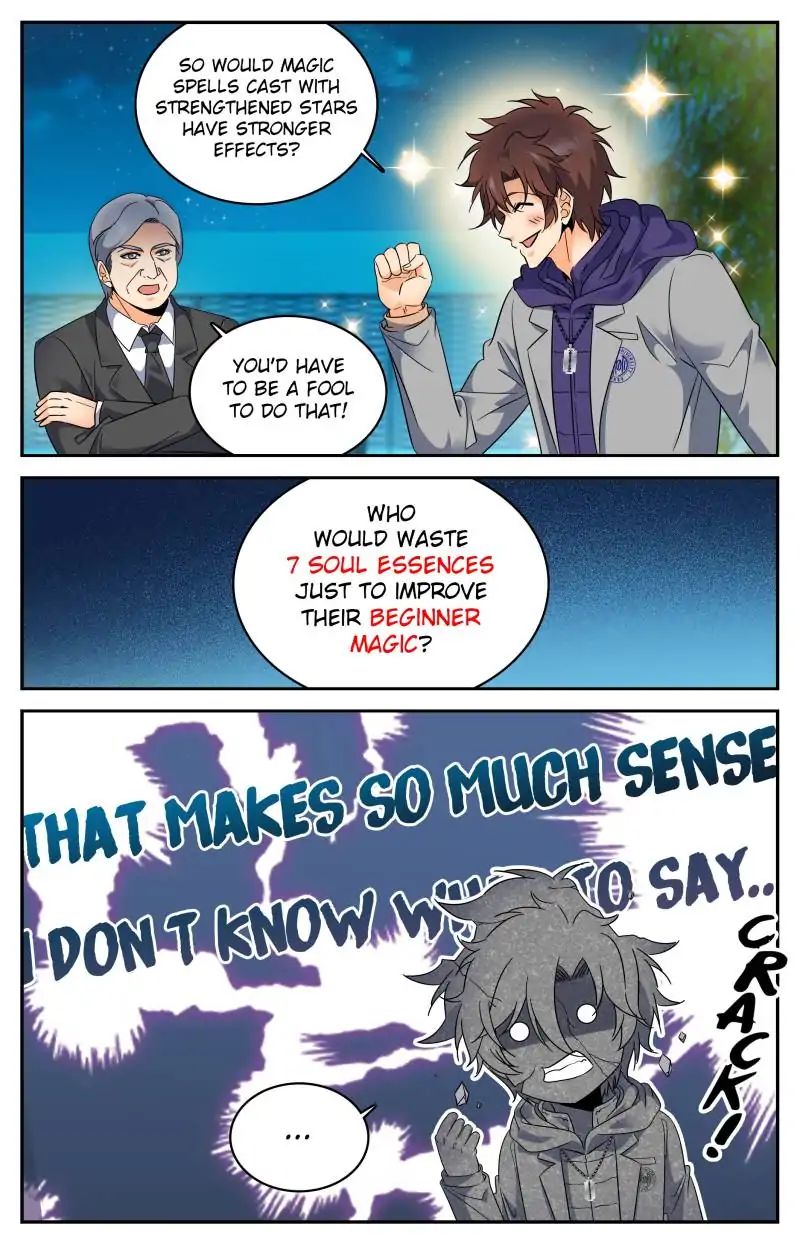 SO WOULD MAGIC
SPELLS CAST WITH
STRENGTHENED STARS
HAVE STRONGER
EFFECTS?
YOU'D HAVE
TO BE A FOOL
TO DO THAT!
WHO
WOULD WASTE
7 SOUL ESSENCES
JUST TO IMPROVE
THEIR BEGINNER
MAGIC?
THAT MAKES SO MUCH SENSE
I DON'T KNOW WHAT TO SAY..
CRACK!
...